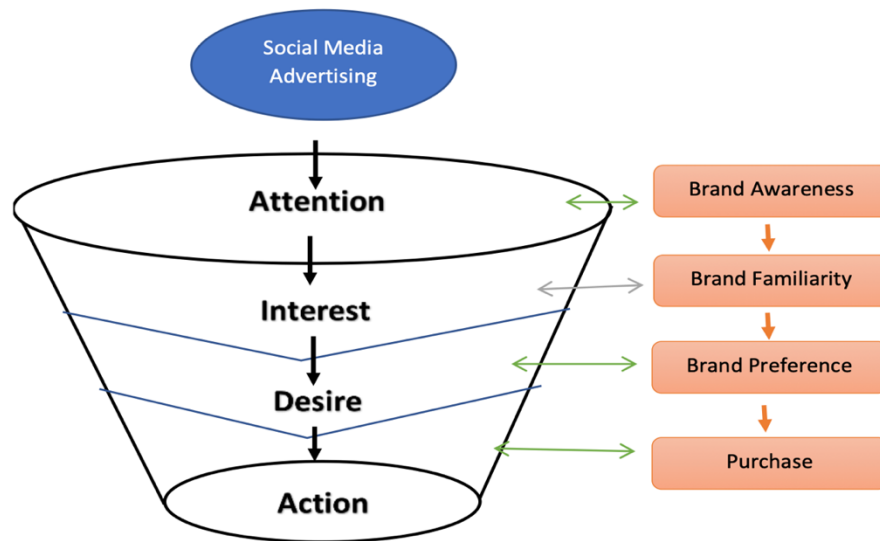 Social Media
Advertising
Attention
Brand Awareness
Interest
Brand Familiarity
Desire
Brand Preference
Action
Purchase